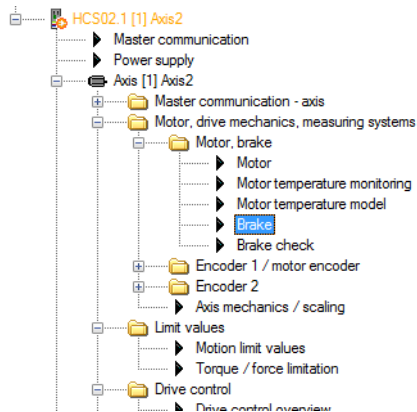 HCS02.1 [1] Axis2
Master communication
Power supply
Axis [1] Axis2
Master communication - axis
Motor, drive mechanics, measuring systems
Motor, brake
Motor
Motor temperature monitoring
Motor temperature model
Brake
Brake check
Encoder 1 / motor encoder
Encoder 2
Axis mechanics / scaling
Limit values
Motion limit values
Torque / force limitation
Drive control
Drive control overview